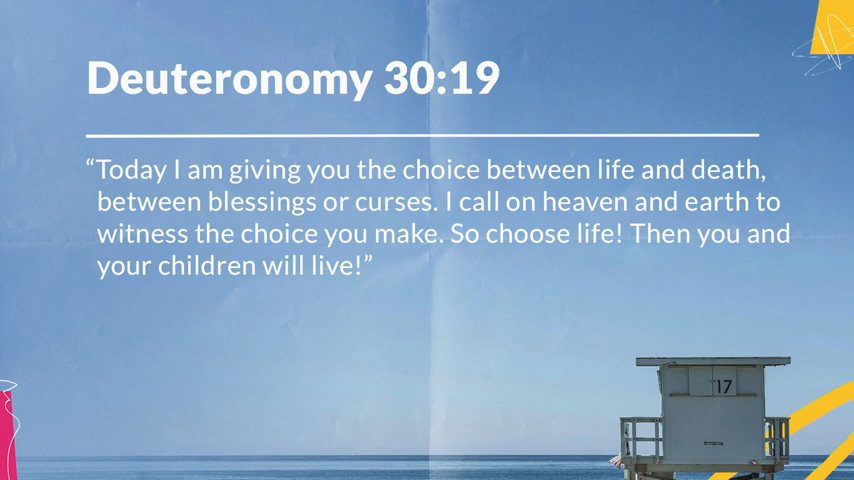 Deuteronomy 30:19
“Today I am giving you the choice between life and death,
between blessings or curses. I call on heaven and earth to
witness the choice you make. So choose life! Then you and
your children will live!”
17